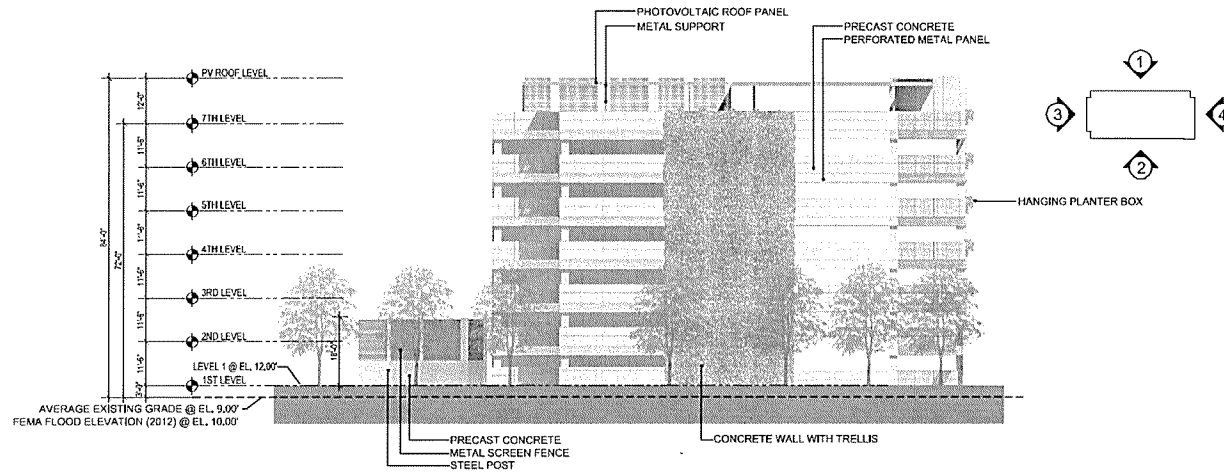 PHOTOVOLTAIC ROOF PANEL
METAL SUPPORT
PRECAST CONCRETE
PERFORATED METAL PANEL
PV ROOF LEVEL
12'-0"
7TH LEVEL
11'-6"
6TH LEVEL
11'-6"
5TH LEVEL
11'-6"
4TH LEVEL
11'-6"
3RD LEVEL
11'-6"
2ND LEVEL
11'-6"
LEVEL 1 @ EL. 12.00'
1ST LEVEL
3'-0"
84'-0"
72'-0"
18'-0"
AVERAGE EXISTING GRADE @ EL. 9.00'
FEMA FLOOD ELEVATION (2012) @ EL. 10.00'
PRECAST CONCRETE
METAL SCREEN FENCE
STEEL POST
CONCRETE WALL WITH TRELLIS
HANGING PLANTER BOX
1
3
4
2